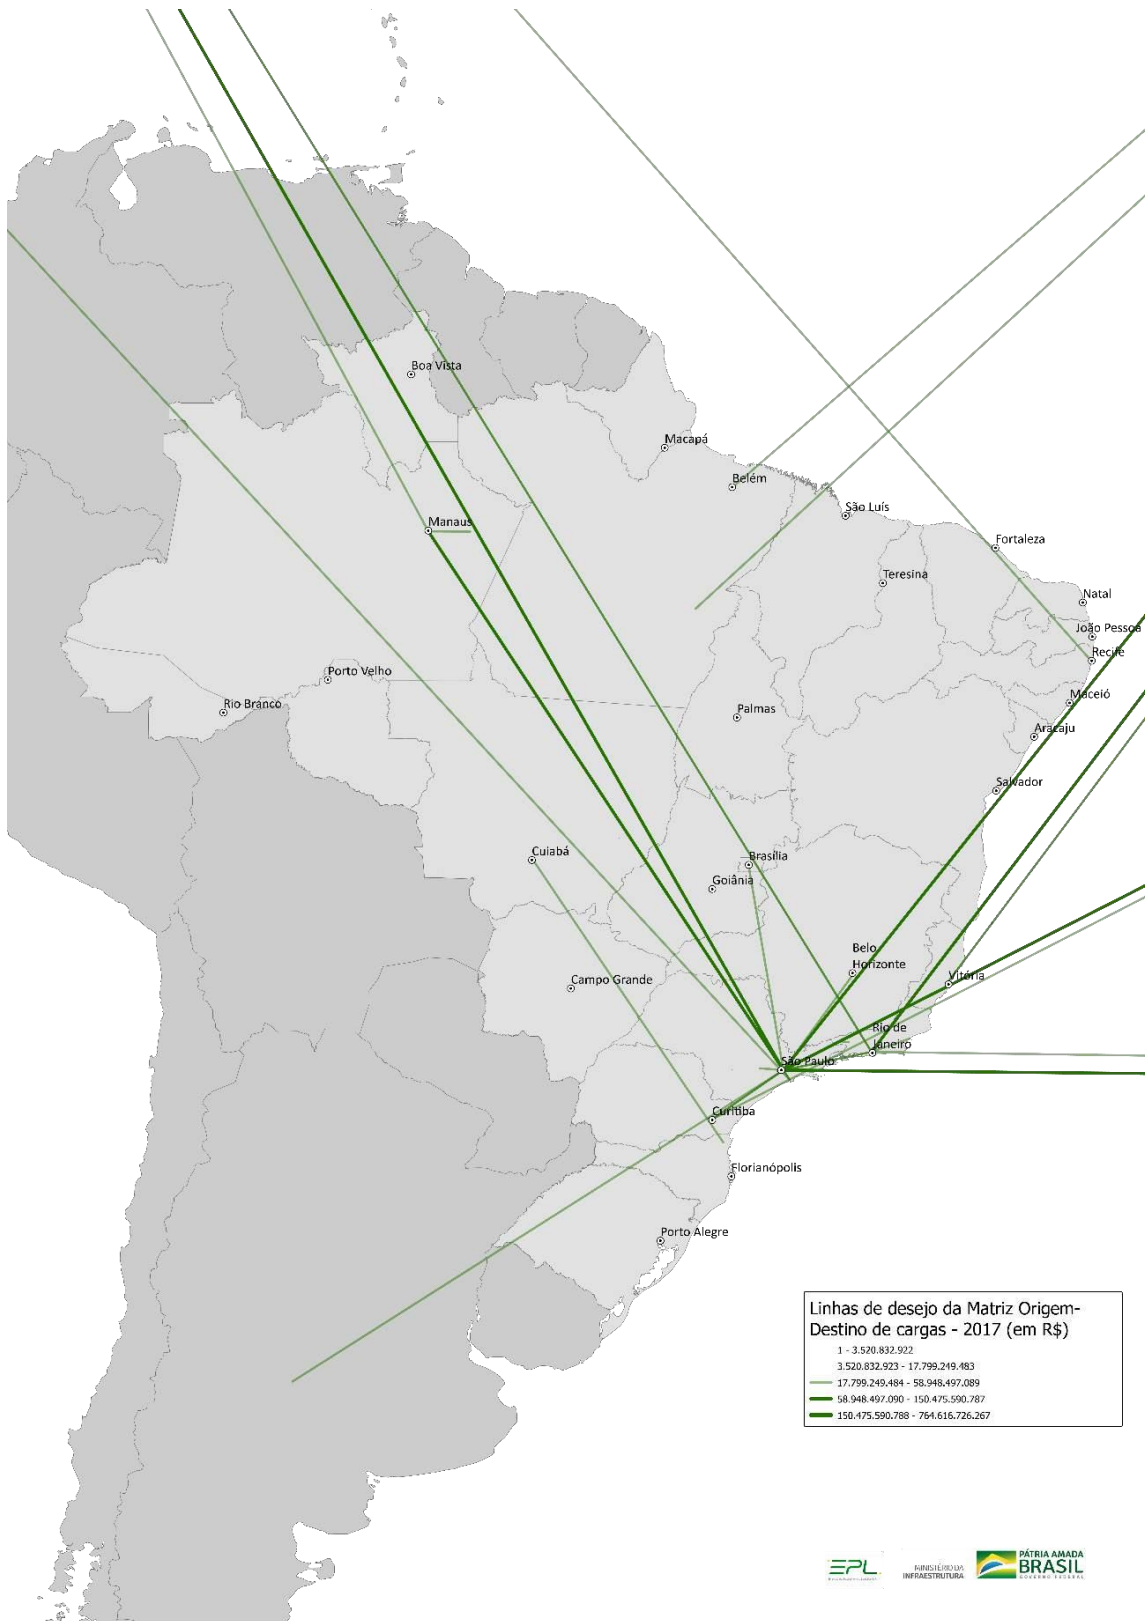 Boa Vista
Macapá
Belém
São Luís
Manaus
Fortaleza
Teresina
Natal
João Pessoa
Recife
Porto Velho
Rio Branco
Palmas
Maceió
Aracaju
Salvador
Cuiabá
Brasília
Goiânia
Belo
Horizonte
Campo Grande
Vitória
Rio de
Janeiro
São Paulo
Curitiba
Florianópolis
Porto Alegre
Linhas de desejo da Matriz Origem-
Destino de cargas - 2017 (em R$)
1 - 3.520.832.922
3.520.832.923 - 17.799.249.483
17.799.249.484 - 58.948.497.089
58.948.497.090 - 150.475.590.787
150.475.590.788 - 764.616.726.267
EPL
MINISTÉRIO DA
INFRAESTRUTURA
PÁTRIA AMADA
BRASIL
GOVERNO FEDERAL